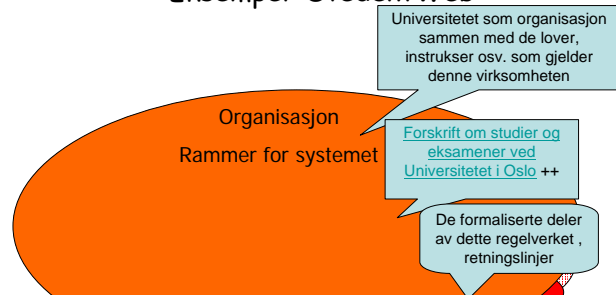 Universitetet som organisasjon
sammen med de lover,
instrukser osv. som gjelder
denne virksomheten
Organisasjon
Rammer for systemet
Forskrift om studier og
eksamener ved
Universitetet i Oslo ++
De formaliserte deler
av dette regelverket ,
retningslinjer